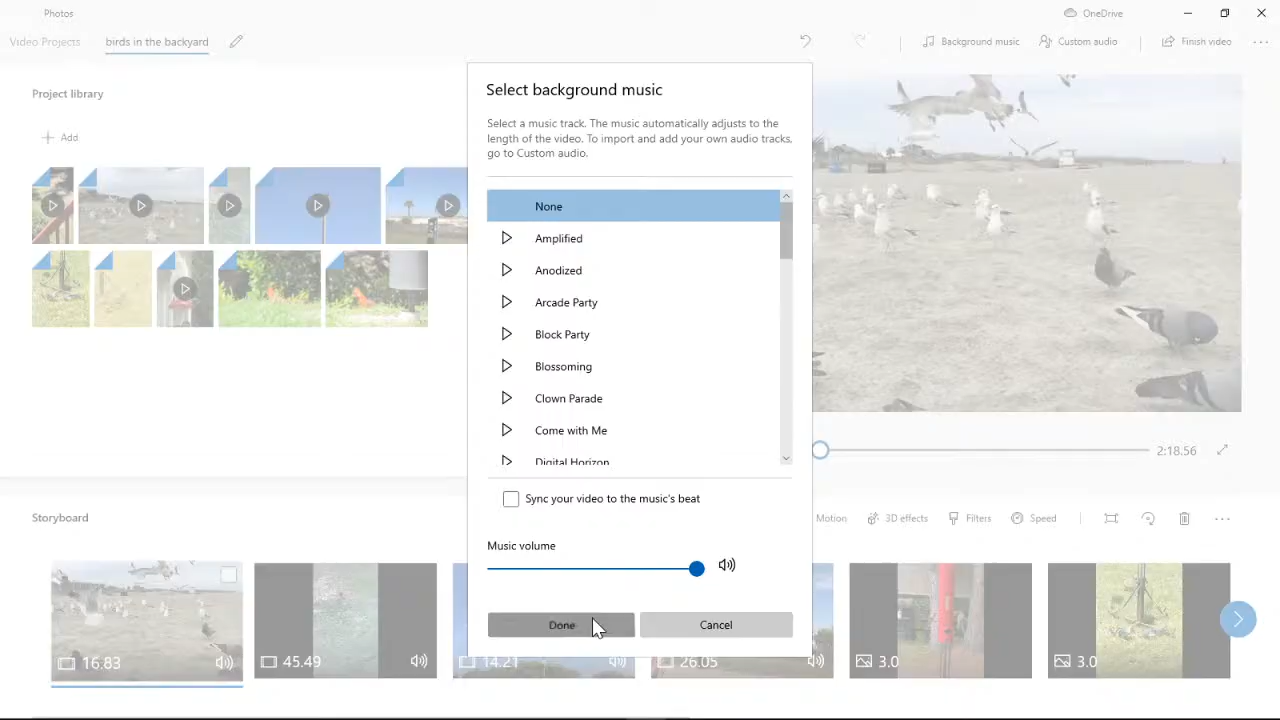 Photos
OneDrive
Video Projects
birds in the backyard
Background music
Custom audio
Finish video
Project library
Add
Select background music
Select a music track. The music automatically adjusts to the
length of the video. To import and add your own audio tracks,
go to Custom audio.
None
Amplified
Anodized
Arcade Party
Block Party
Blossoming
Clown Parade
Come with Me
Digital Horizon
2:18.56
Sync your video to the music's beat
Storyboard
Motion
3D effects
Filters
Speed
Music volume
Done
Cancel
16.83
45.49
14.21
26.05
3.0
3.0